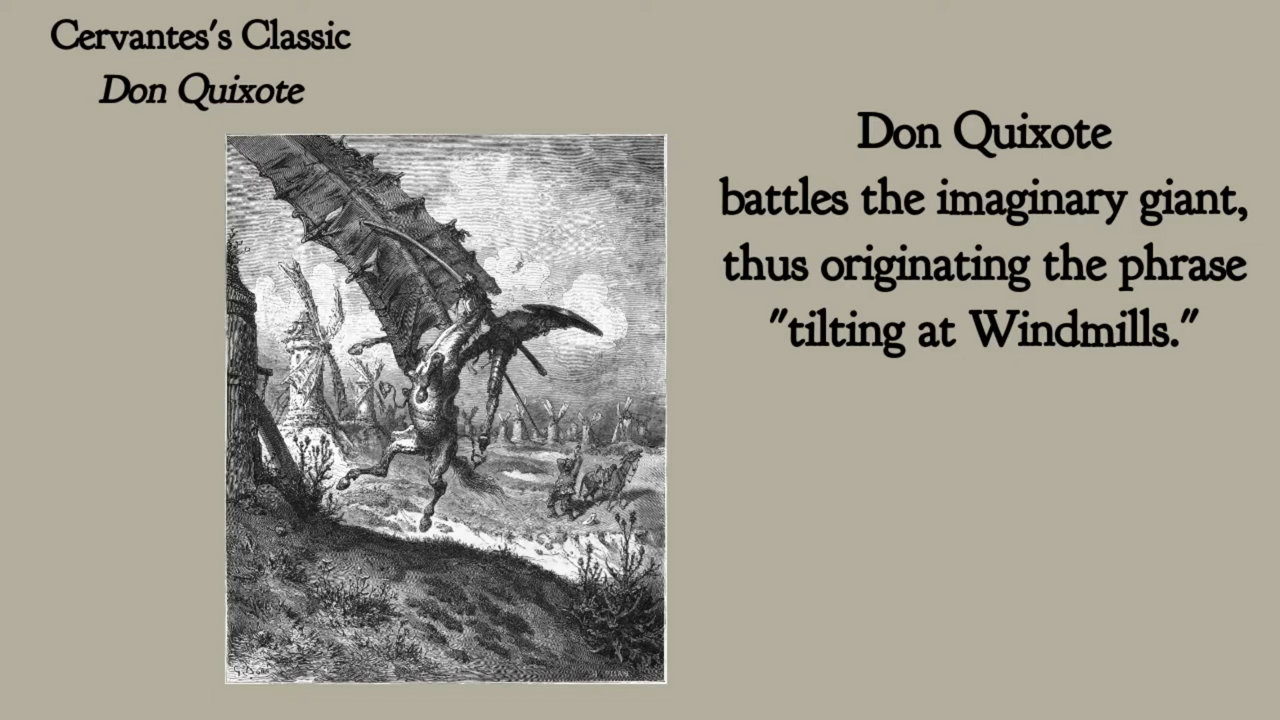 Cervantes's Classic
Don Quixote
Don Quixote
battles the imaginary giant,
thus originating the phrase
"tilting at Windmills."